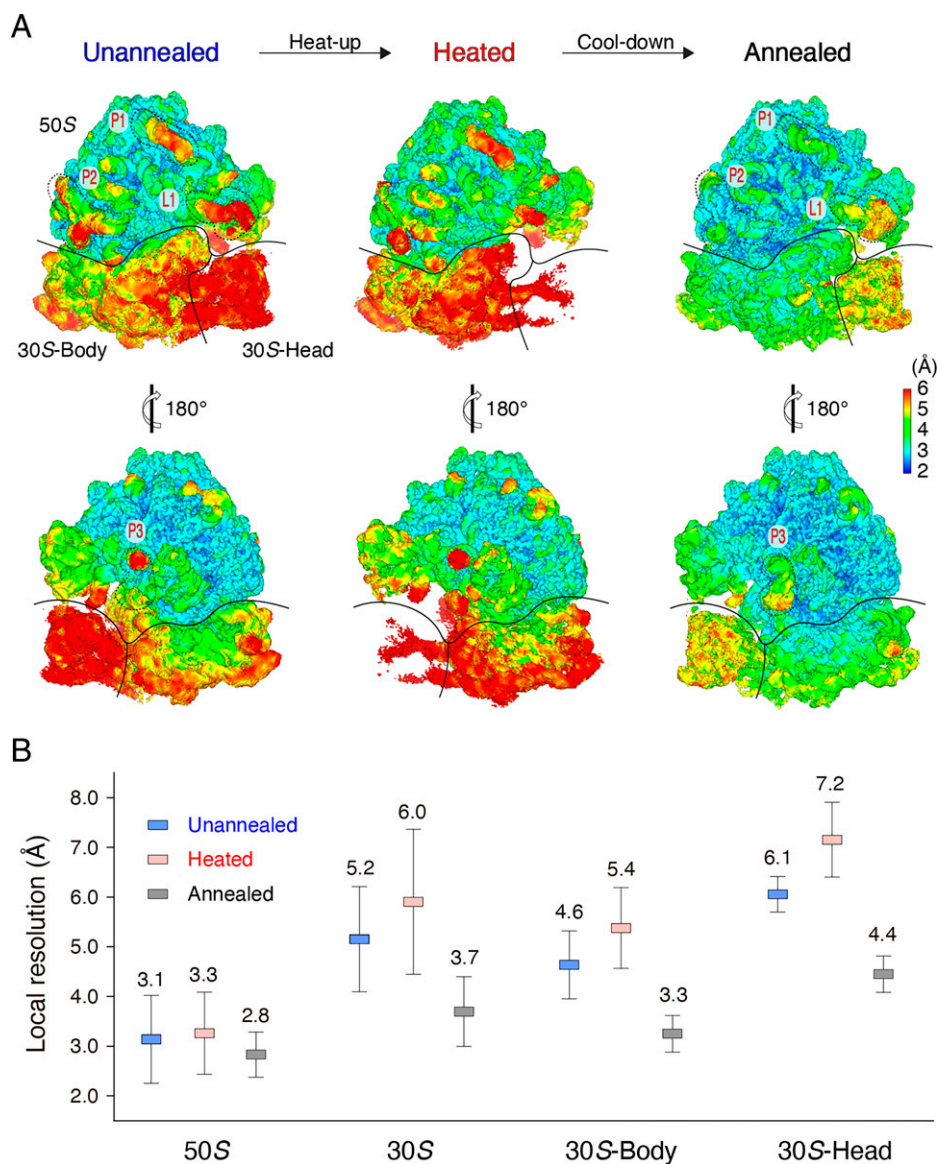 A
Unannealed Heat-up Heated Cool-down Annealed
50S P1 P1
P2 P2
L1 L1
30S-Body 30S-Head
180° 180° 180°
(Å)
6
5
4
3
2
P3 P3
B
Local resolution (Å)
8.0
7.0
6.0
5.0
4.0
3.0
2.0
Unannealed
Heated
Annealed
3.1 3.3 2.8
5.2 6.0 3.7
4.6 5.4 3.3
6.1 7.2 4.4
50S 30S 30S-Body 30S-Head